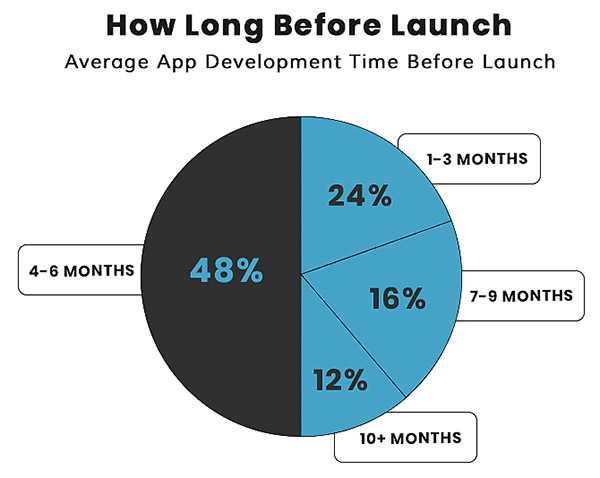 How Long Before Launch
Average App Development Time Before Launch
1-3 MONTHS
24%
4-6 MONTHS
48%
16%
7-9 MONTHS
12%
10+ MONTHS